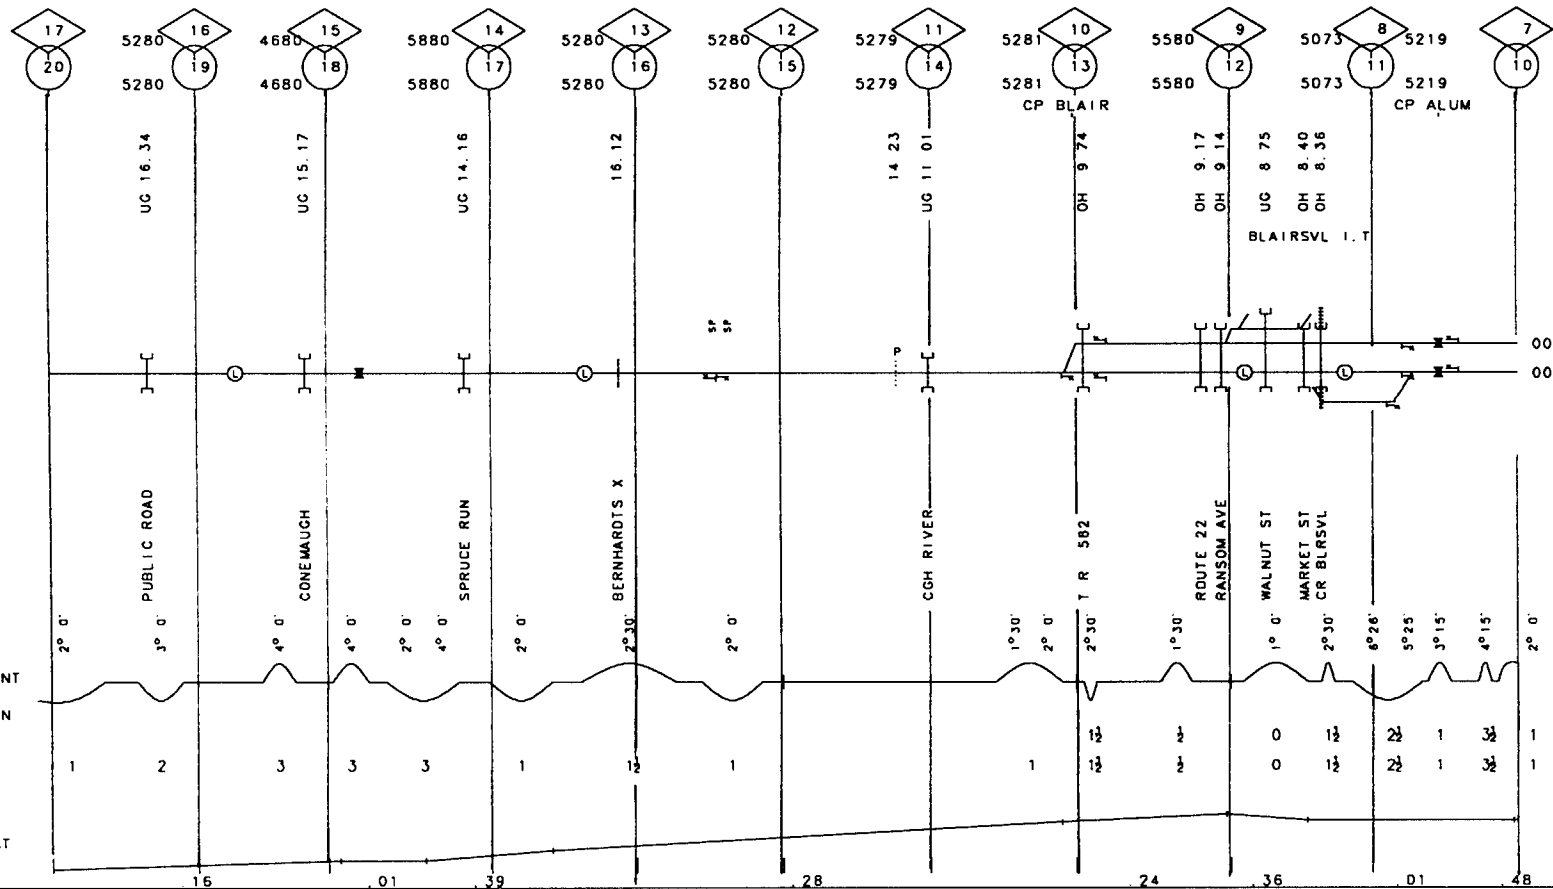 17 5280 16 4680 15 5880 14 5280 13 5280 12 5279 11 5281 10 5580 9 5073 8 5219 7
20 19 18 17 16 15 14 13 12 11 10
5280 4680 5880 5280 5280 5279 5281 5580 5073 5219
CP BLAIR CP ALUM
UG 16.34
UG 15.17
UG 14.16
16.12
14 23
UG 11 01
OH 9 74
OH 9.17
OH 9 14
UG 8 75
OH 8.40
OH 8.36
BLAIRSVL I.T
SP
SP
P
L L L L
00
00
PUBLIC ROAD
CONEMAUGH
SPRUCE RUN
BERNHARDTS X
CGH RIVER
T R 582
ROUTE 22
RANSOM AVE
WALNUT ST
MARKET ST
CR BLRSVL
2° 0' 3° 0' 4° 0' 4° 0' 2° 0' 4° 0' 2° 0' 2°30' 2° 0' 1°30' 2° 0' 2°30' 1°30' 1° 0' 2°30' 6°26' 5°25' 3°15' 4°15' 2° 0'
NT
N
1½ ½ 0 1½ 2½ 1 3½ 1
1 2 3 3 3 1 1½ 1 1 1½ ½ 0 1½ 2½ 1 3½ 1
T
.16 .01 .39 .28 .24 .36 .01 .48